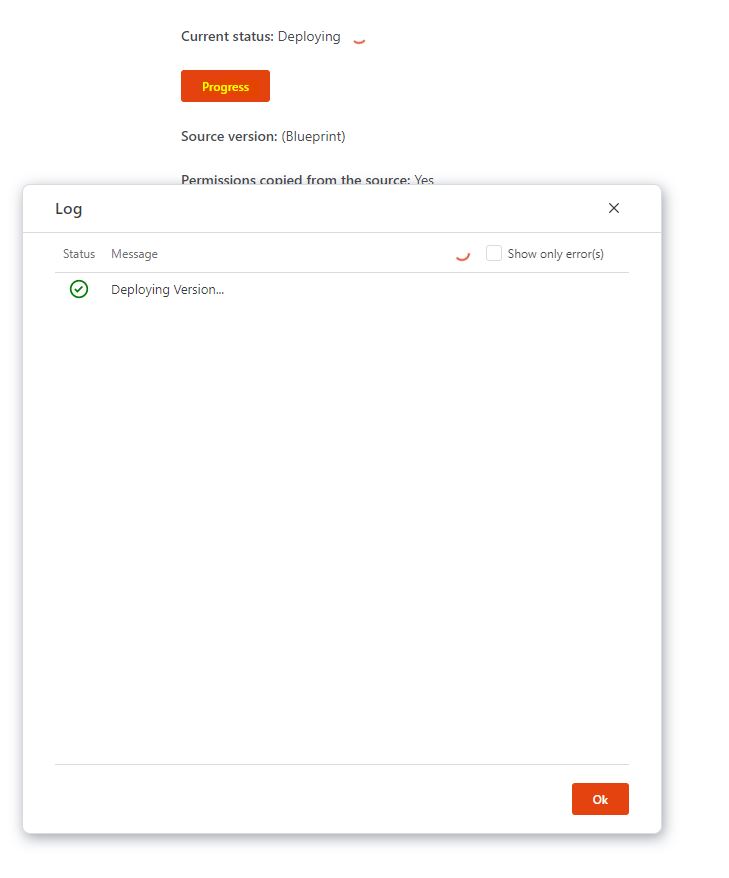 Current status: Deploying
Progress
Source version: (Blueprint)
Permissions copied from the source: Yes
Log
Status Message Show only error(s)
Deploying Version...
Ok